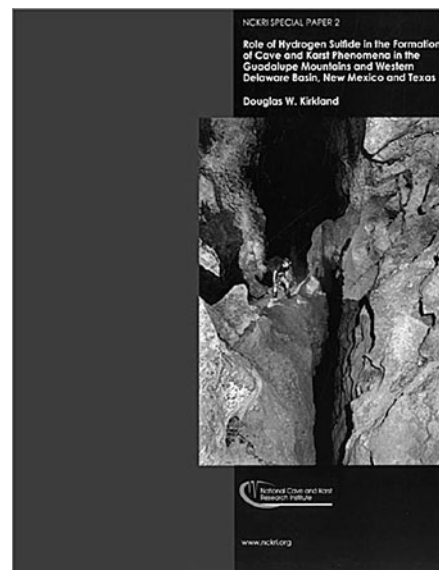 NCKRI SPECIAL PAPER 2
Role of Hydrogen Sulfide in the Formation
of Cave and Karst Phenomena in the
Guadalupe Mountains and Western
Delaware Basin, New Mexico and Texas
Douglas W. Kirkland
National Cave and Karst
Research Institute
www.nckri.org